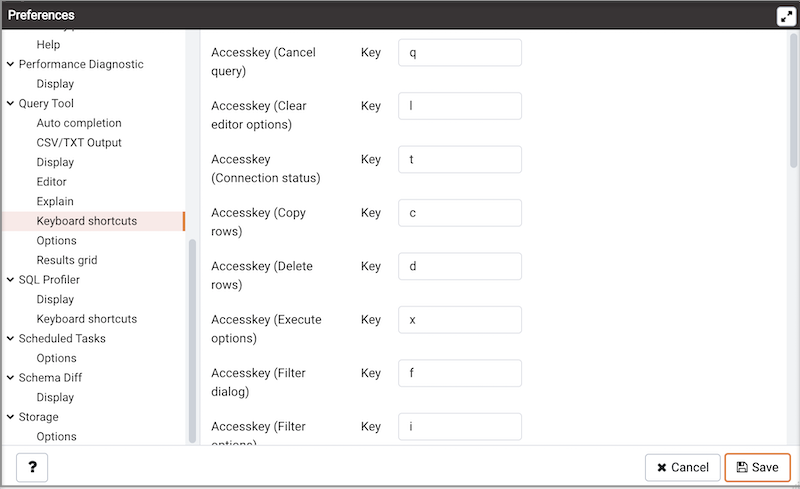 Preferences
Help
Performance Diagnostic
Display
Query Tool
Auto completion
CSV/TXT Output
Display
Editor
Explain
Keyboard shortcuts
Options
Results grid
SQL Profiler
Display
Keyboard shortcuts
Scheduled Tasks
Options
Schema Diff
Display
Storage
Options
Accesskey (Cancel
query)
Key
q
Accesskey (Clear
editor options)
Key
l
Accesskey
(Connection status)
Key
t
Accesskey (Copy
rows)
Key
c
Accesskey (Delete
rows)
Key
d
Accesskey (Execute
options)
Key
x
Accesskey (Filter
dialog)
Key
f
Accesskey (Filter
options)
Key
i
?
Cancel
Save